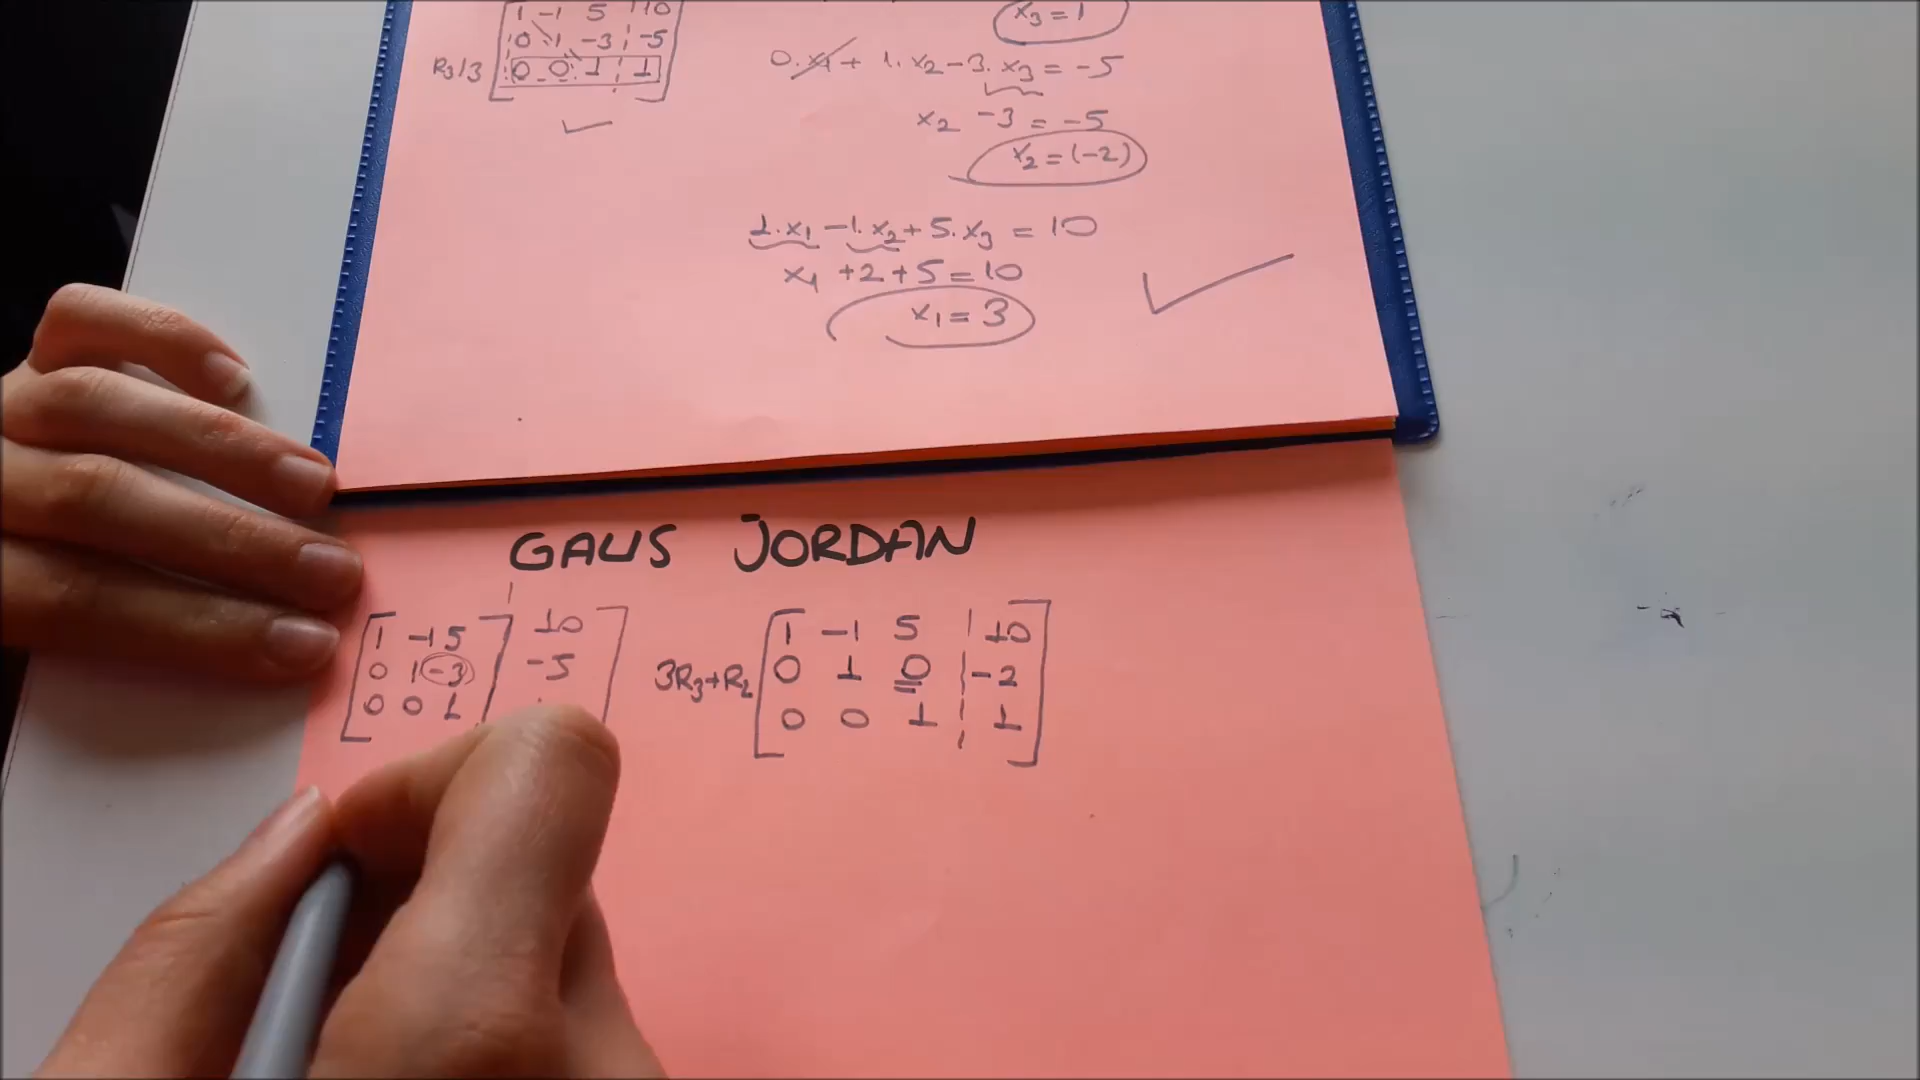 1 -1 5 10
0 1 -3 -5
R3/3 0 0 1 1
x3 = 1
0.x1 + 1.x2 - 3.x3 = -5
x2 -3 = -5
x2 = (-2)
1.x1 - 1.x2 + 5.x3 = 10
x1 + 2 + 5 = 10
x1 = 3
GAUS JORDAN
1 -1 5 10
0 1 -3 -5
0 0 1
1 -1 5 10
3R3+R2 0 1 0 -2
0 0 1 1